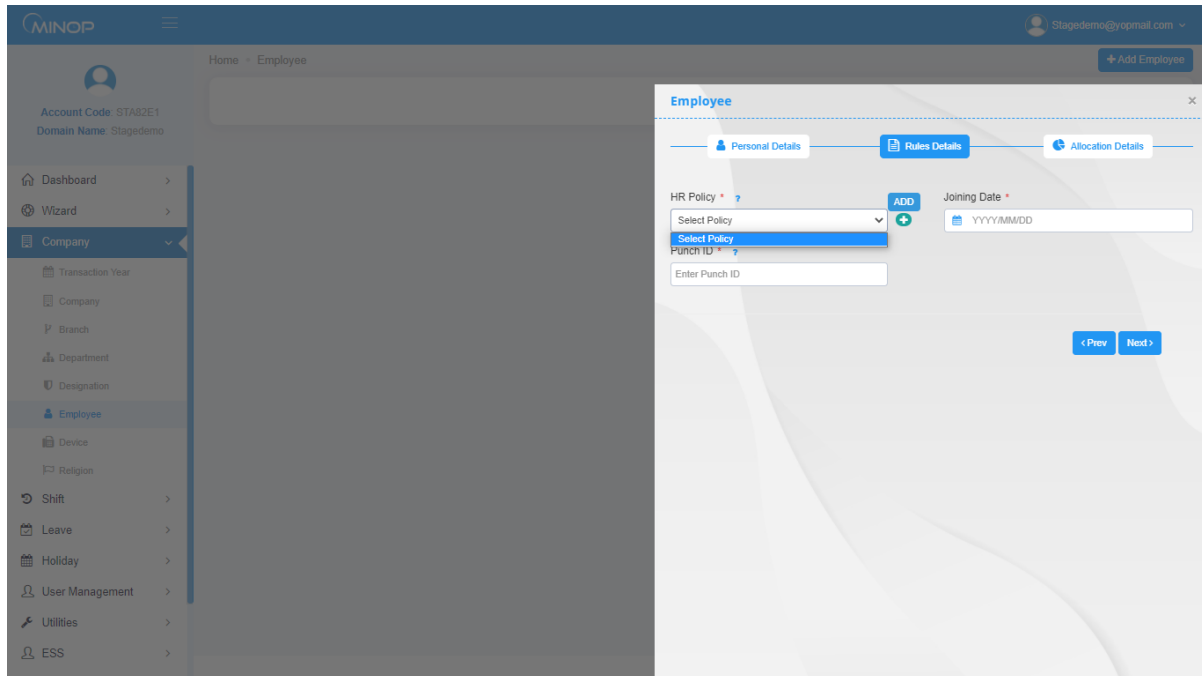 MINOP
Stagedemo@yopmail.com
Home - Employee
+ Add Employee
Account Code: STA82E1
Domain Name: Stagedemo
Dashboard
Wizard
Company
Transaction Year
Company
Branch
Department
Designation
Employee
Device
Religion
Shift
Leave
Holiday
User Management
Utilities
ESS
Employee
×
Personal Details
Rules Details
Allocation Details
HR Policy * ?
ADD
Joining Date *
Select Policy
YYYY/MM/DD
Select Policy
Punch ID * ?
Enter Punch ID
< Prev
Next >